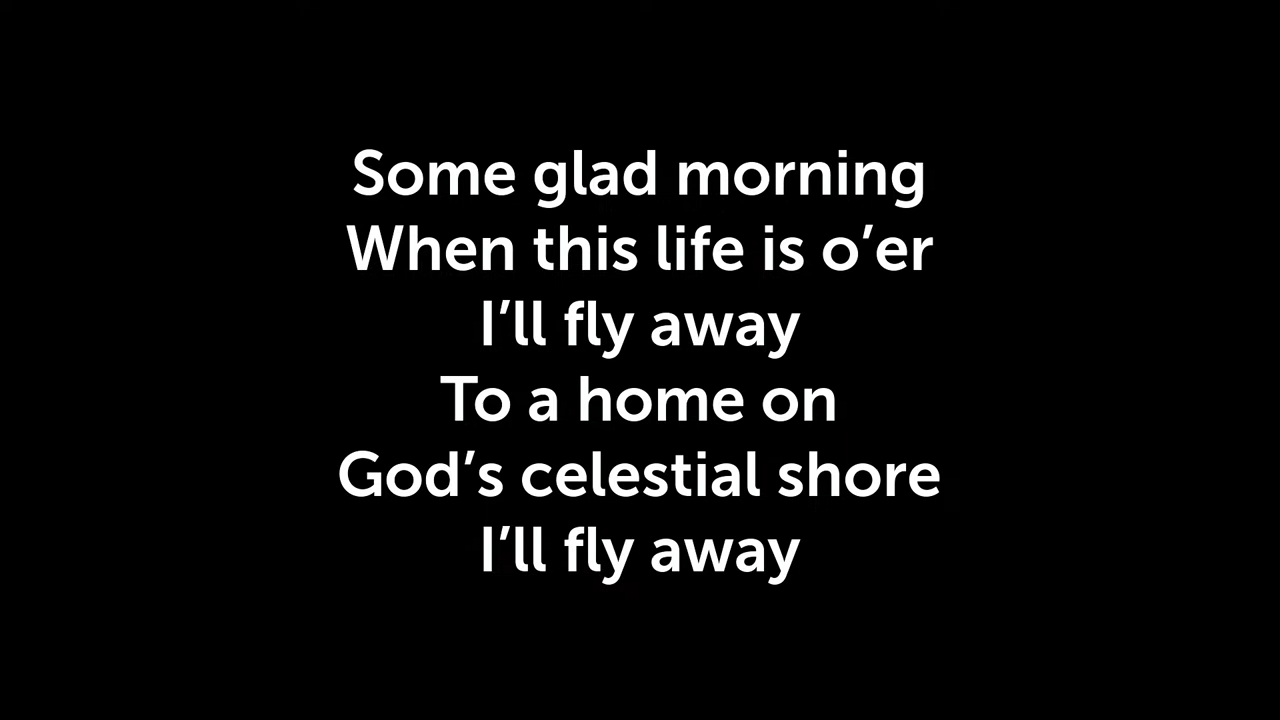 Some glad morning
When this life is o’er
I’ll fly away
To a home on
God’s celestial shore
I’ll fly away